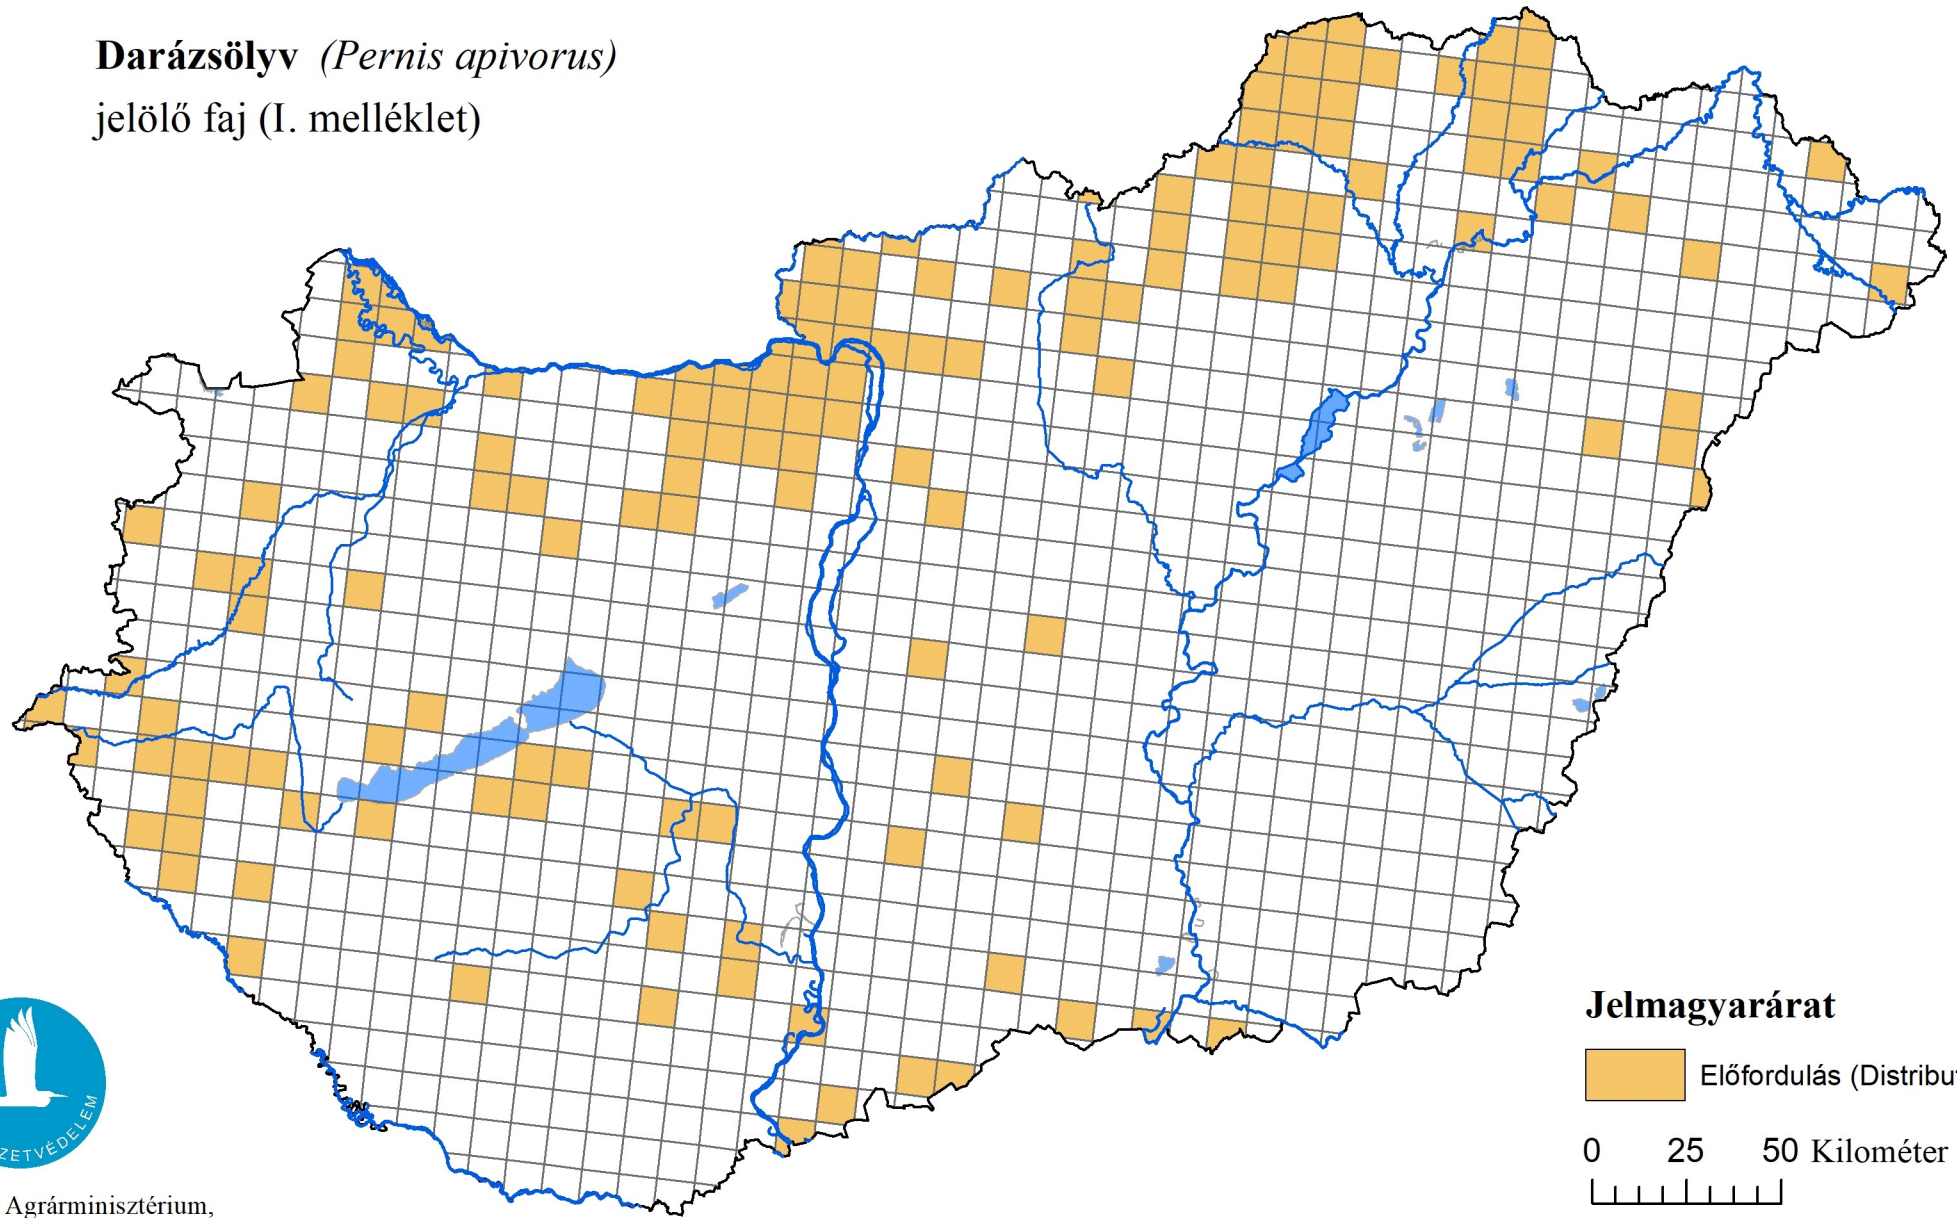 Darázsölyv (Pernis apivorus)
jelölő faj (I. melléklet)
Jelmagyarárat
Előfordulás (Distribu
0 25 50 Kilométer
ZETVÉDELEM
Agrárminisztérium,